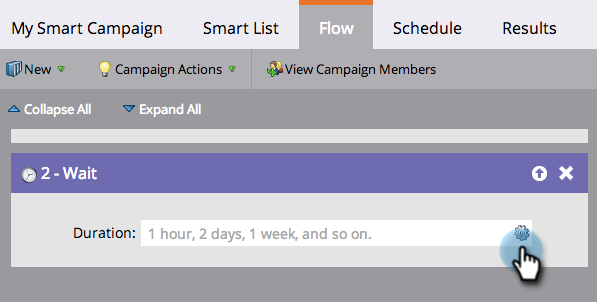 My Smart Campaign Smart List Flow Schedule Results
New Campaign Actions View Campaign Members
Collapse All Expand All
2 - Wait
Duration: 1 hour, 2 days, 1 week, and so on.